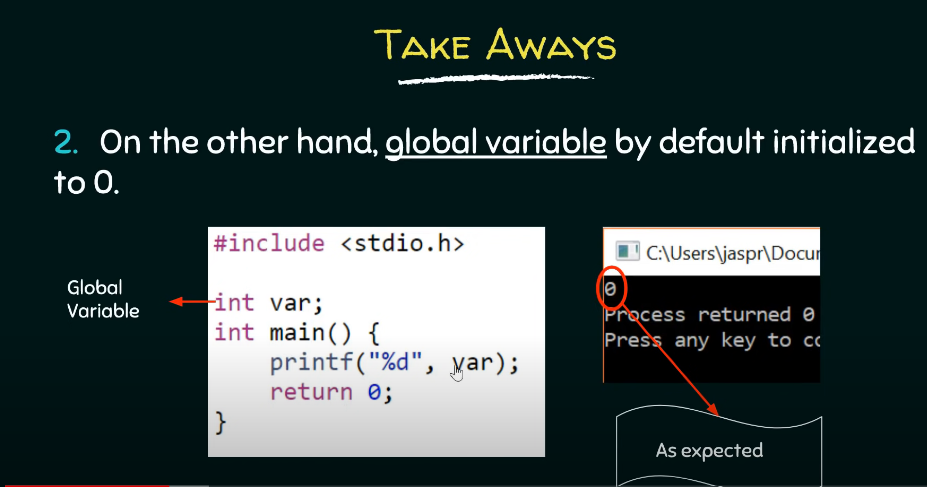 TAKE AWAYS
2. On the other hand, global variable by default initialized
to 0.
#include <stdio.h>
Global
Variable
int var;
int main() {
printf("%d", var);
return 0;
}
C:\Users\jaspr\Docu
0
Process returned 0
Press any key to
As expected